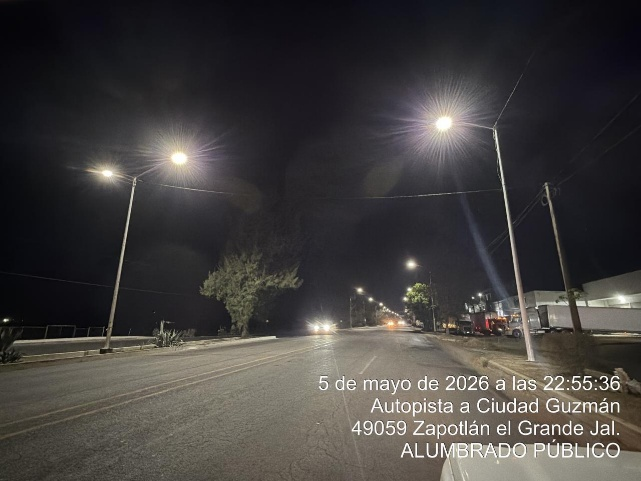 5 de mayo de 2026 a las 22:55:36
Autopista a Ciudad Guzmán
49059 Zapotlán el Grande Jal.
ALUMBRADO PÚBLICO